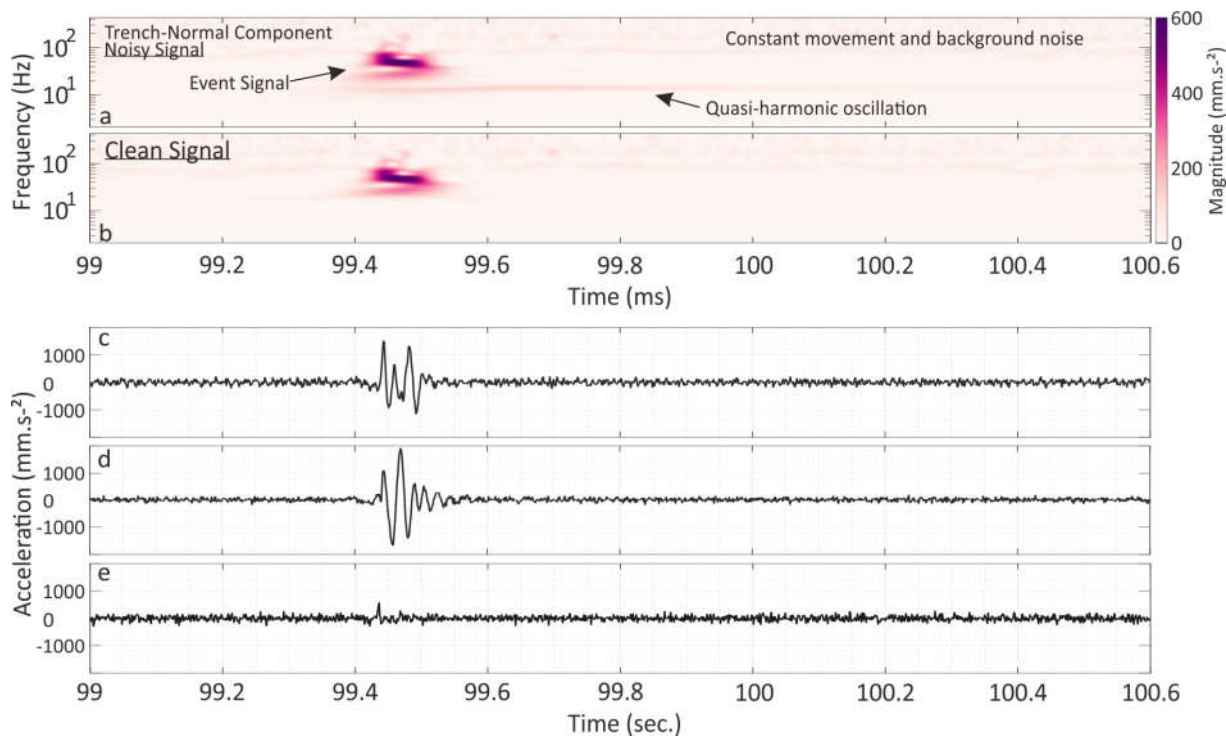 Trench-Normal Component
Noisy Signal
Event Signal
Constant movement and background noise
Quasi-harmonic oscillation
a
10²
10¹
Clean Signal
b
10²
10¹
Frequency (Hz)
99 99.2 99.4 99.6 99.8 100 100.2 100.4 100.6
Time (ms)
600
400
200
0
Magnitude (mm.s-²)
c
1000
0
-1000
d
1000
0
-1000
e
1000
0
-1000
Acceleration (mm.s-²)
99 99.2 99.4 99.6 99.8 100 100.2 100.4 100.6
Time (sec.)